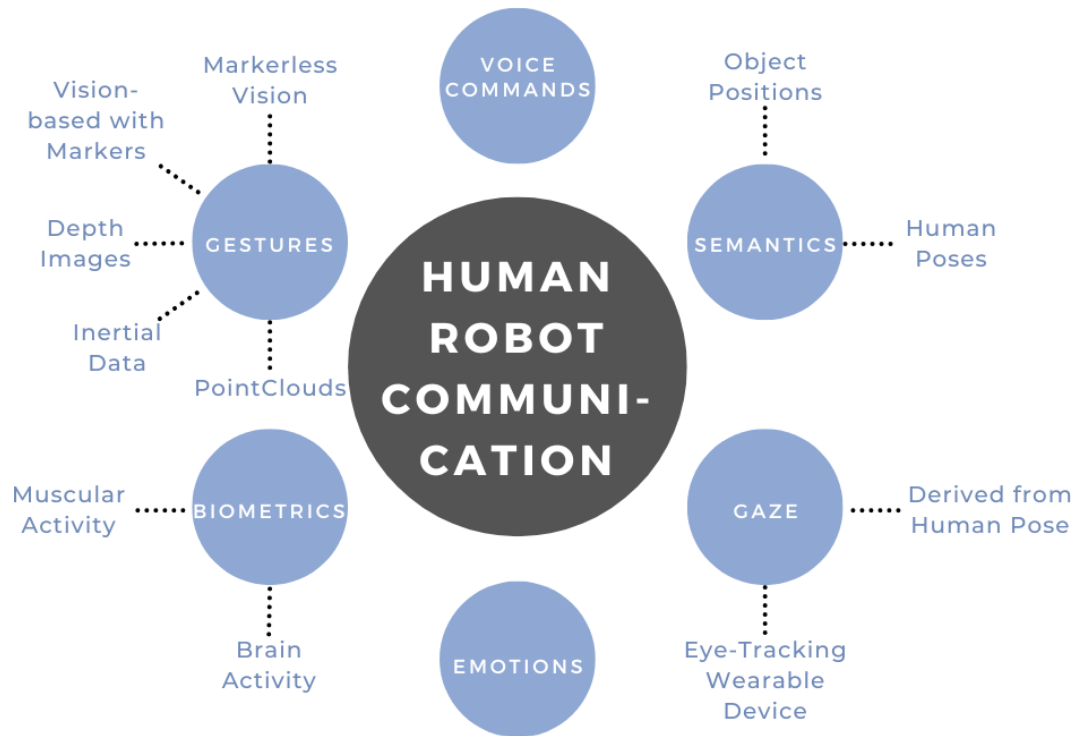 VOICE
COMMANDS
Markerless
Vision
Vision-
based with
Markers
Depth
Images
Inertial
Data
PointClouds
GESTURES
Object
Positions
SEMANTICS
Human
Poses
HUMAN
ROBOT
COMMUNI-
CATION
Muscular
Activity
BIOMETRICS
Brain
Activity
GAZE
Derived from
Human Pose
Eye-Tracking
Wearable
Device
EMOTIONS